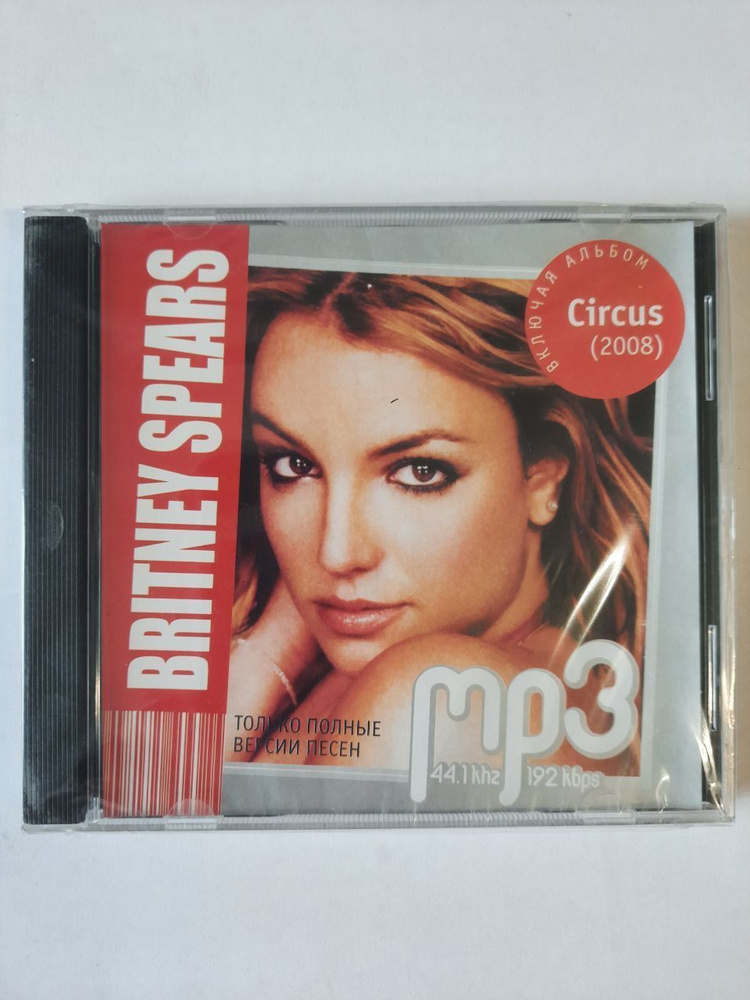 BRITNEY SPEARS
ВКЛЮЧАЯ АЛЬБОМ
Circus
(2008)
ТОЛЬКО ПОЛНЫЕ
ВЕРСИИ ПЕСЕН
mp3
44.1 khz 192 kbps